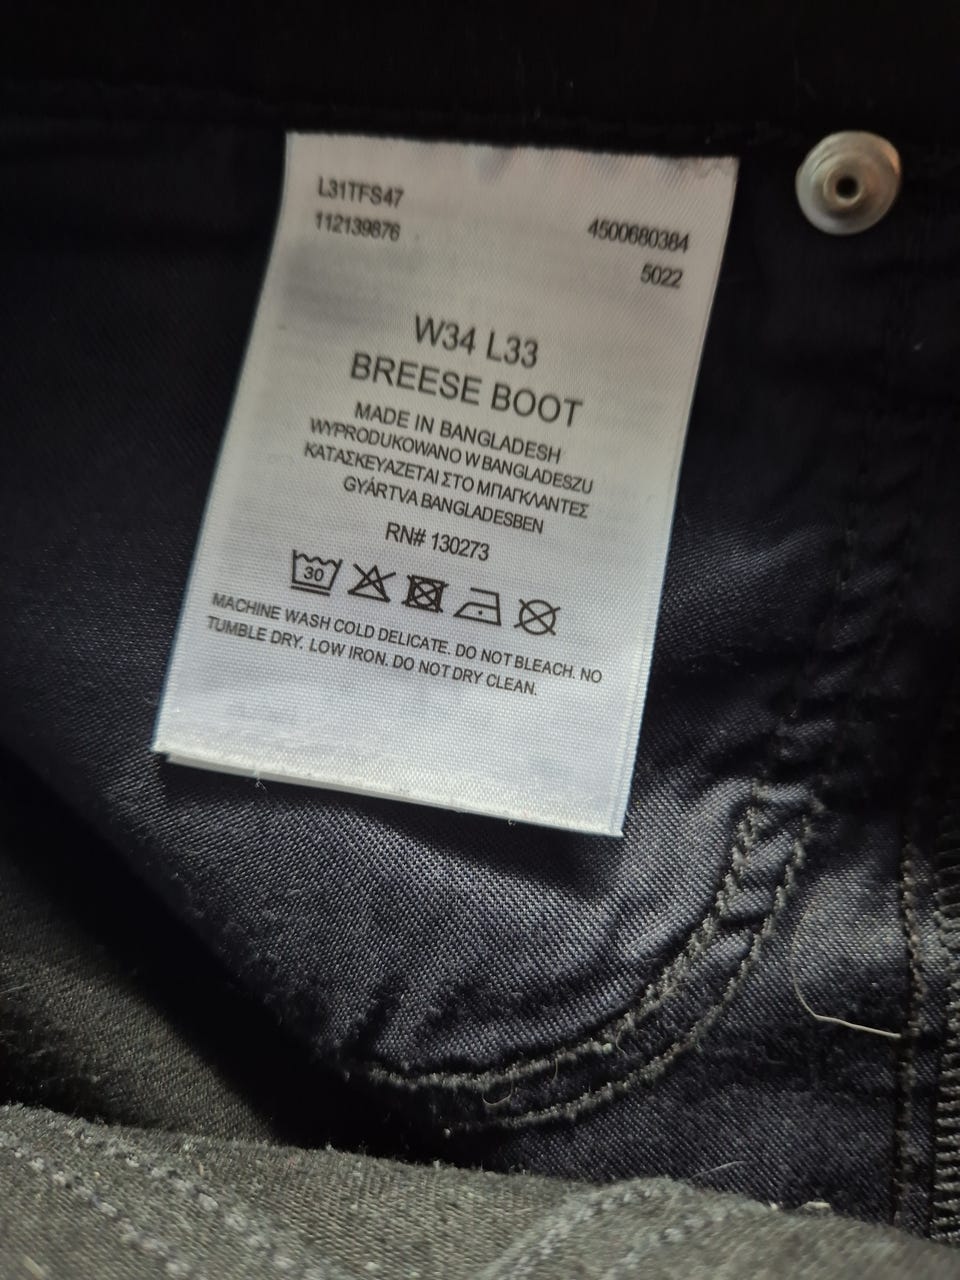 L31TFS47
112139876
4500680384
5022
W34 L33
BREESE BOOT
MADE IN BANGLADESH
WYPRODUKOWANO W BANGLADESZU
ΚΑΤΑΣΚΕΥΑΖΕΤΑΙ ΣΤΟ ΜΠΑΓΚΛΑΝΤΕΣ
GYÁRTVA BANGLADESBEN
RN# 130273
30
MACHINE WASH COLD DELICATE. DO NOT BLEACH. NO
TUMBLE DRY. LOW IRON. DO NOT DRY CLEAN.